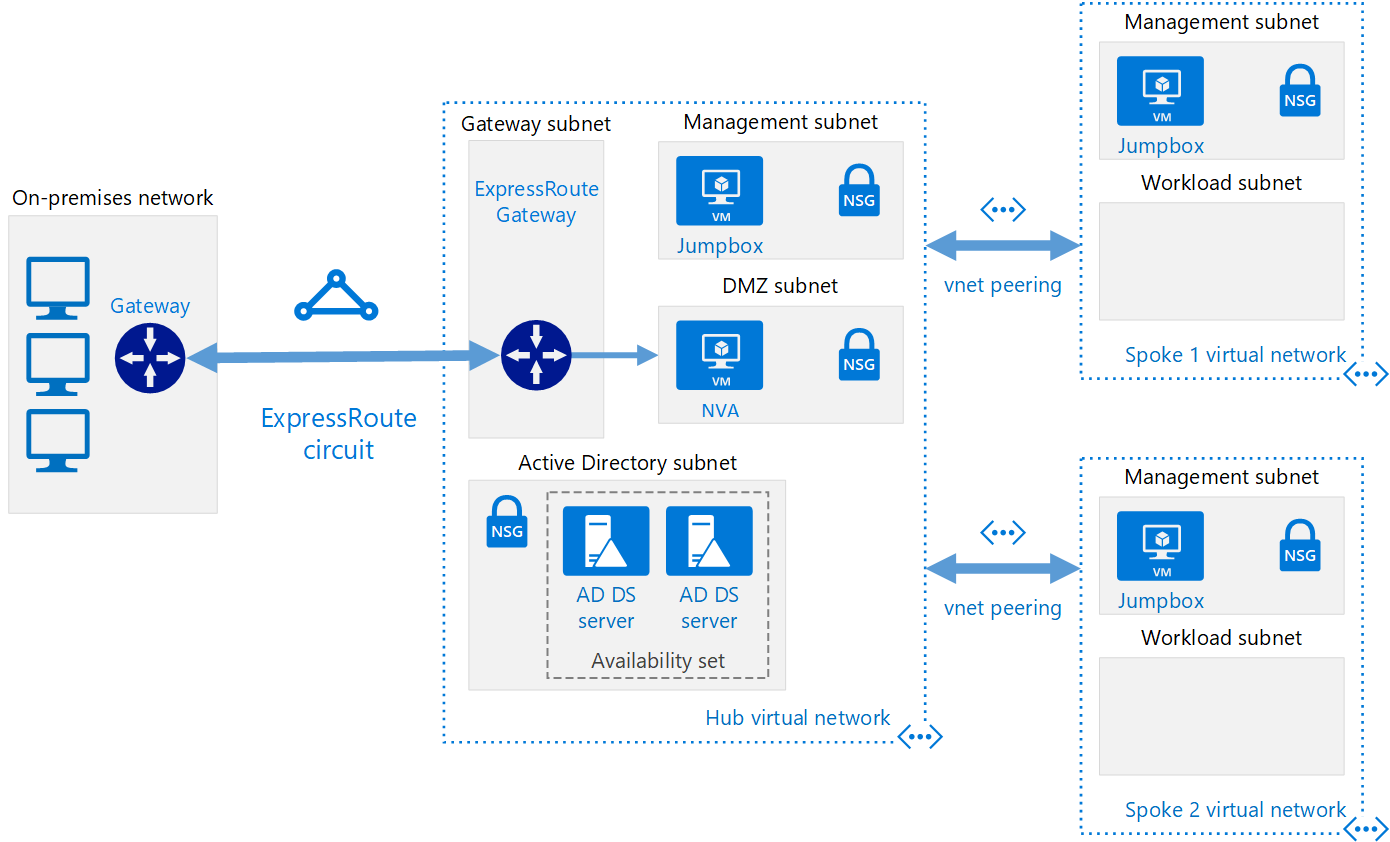 On-premises network
Gateway
ExpressRoute
circuit
Gateway subnet
ExpressRoute
Gateway
Management subnet
VM
NSG
Jumpbox
DMZ subnet
VM
NSG
NVA
Active Directory subnet
NSG
AD DS
server
AD DS
server
Availability set
Hub virtual network
vnet peering
vnet peering
Management subnet
VM
NSG
Jumpbox
Workload subnet
Spoke 1 virtual network
Management subnet
VM
NSG
Jumpbox
Workload subnet
Spoke 2 virtual network